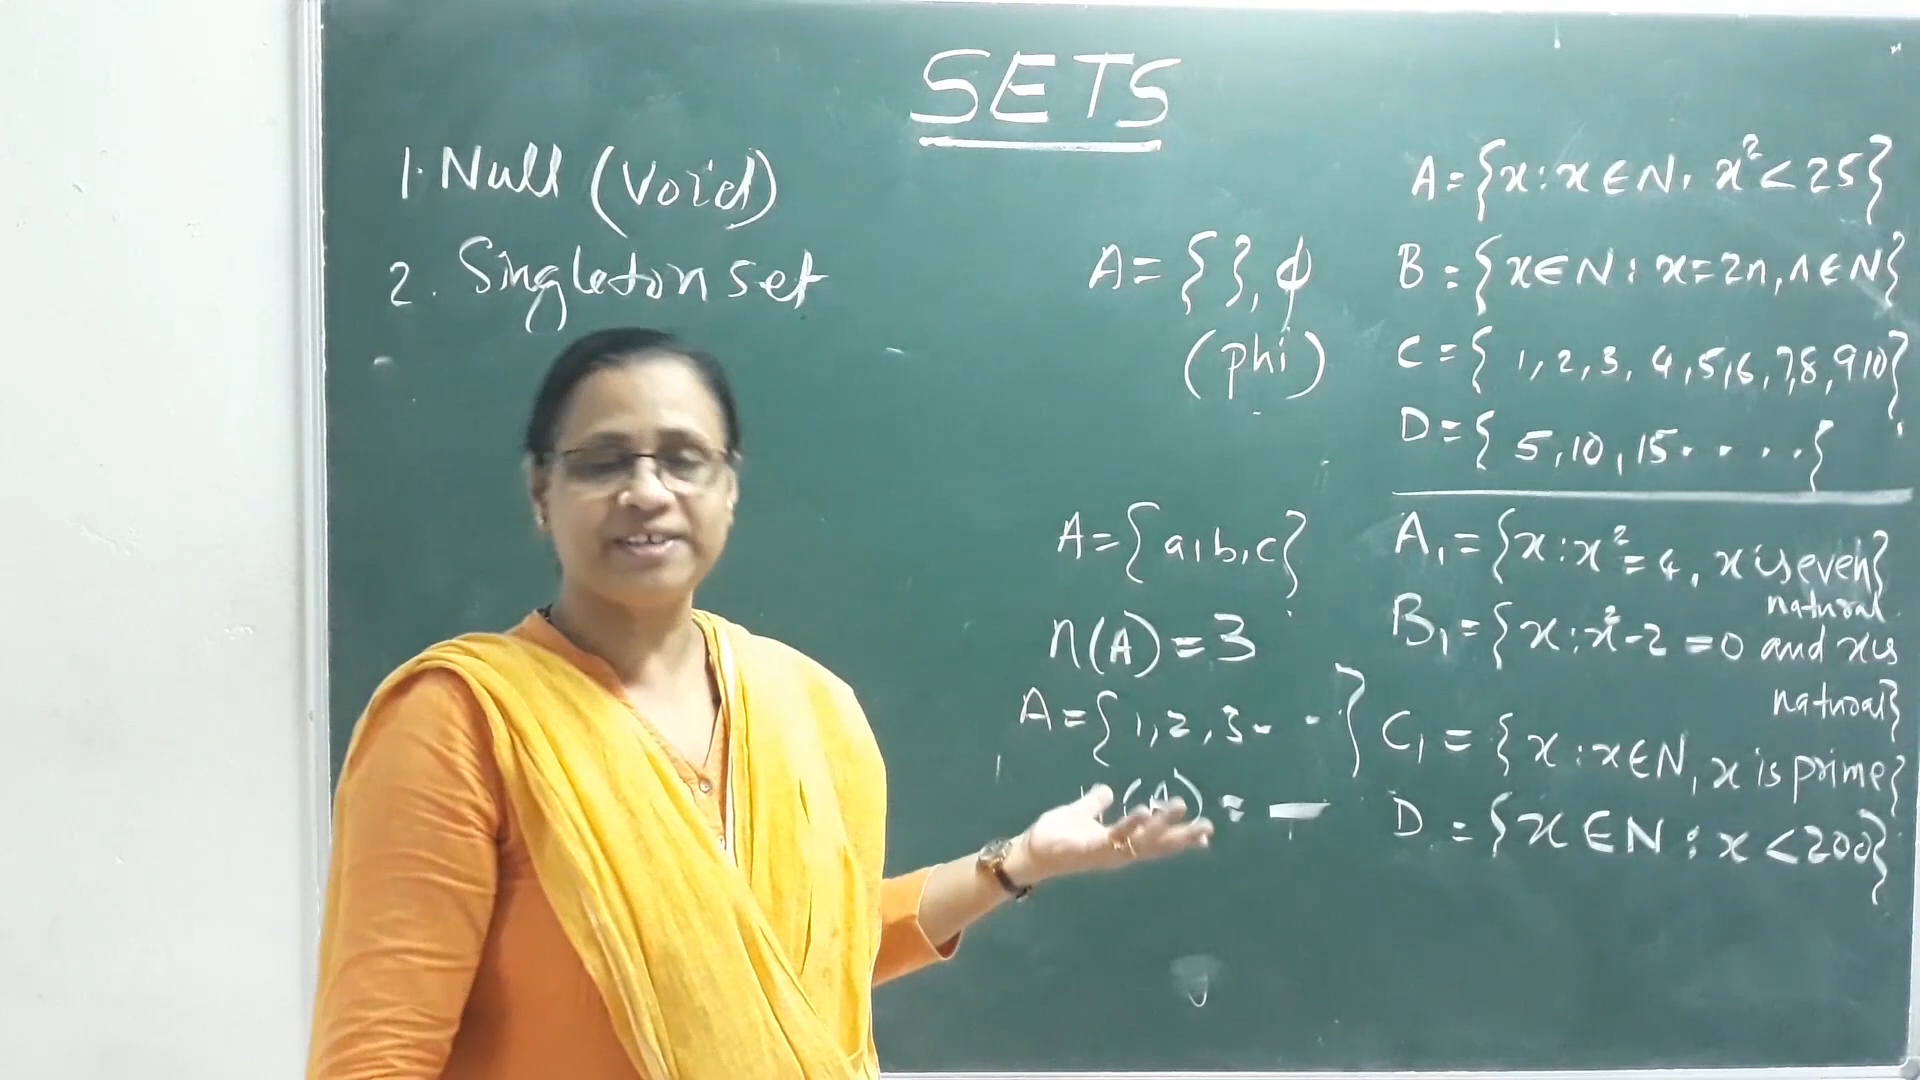 SETS
1. Null (Void)
2. Singleton set
A = { }, ϕ
(phi)
A = {a, b, c}
n(A) = 3
A = {1, 2, 3 - - }
n(A) = —
A = {x : x ∈ N, x² < 25}
B = {x ∈ N : x = 2n, n ∈ N}
C = { 1, 2, 3, 4, 5, 6, 7, 8, 9 10}
D = { 5, 10, 15 . . . . . }
A₁ = {x : x² = 4, x is even}
natural
B₁ = {x : x² - 2 = 0 and x is
natural}
C₁ = {x : x ∈ N, x is prime}
D = {x ∈ N : x < 200}